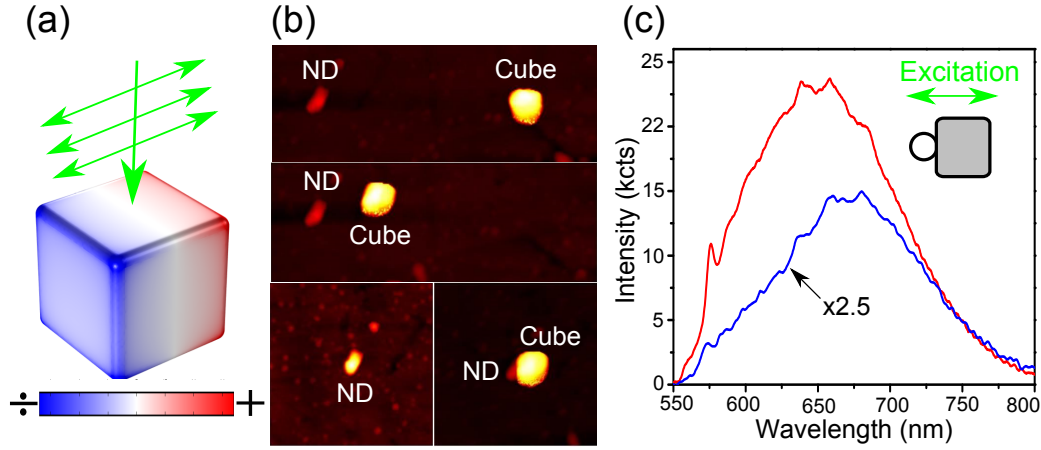 (a)
÷
+
(b)
ND
Cube
ND
Cube
ND
Cube
ND
(c)
Intensity (kcts)
25
22
15
10
5
0
Excitation
x2.5
550
600
650
700
750
800
Wavelength (nm)